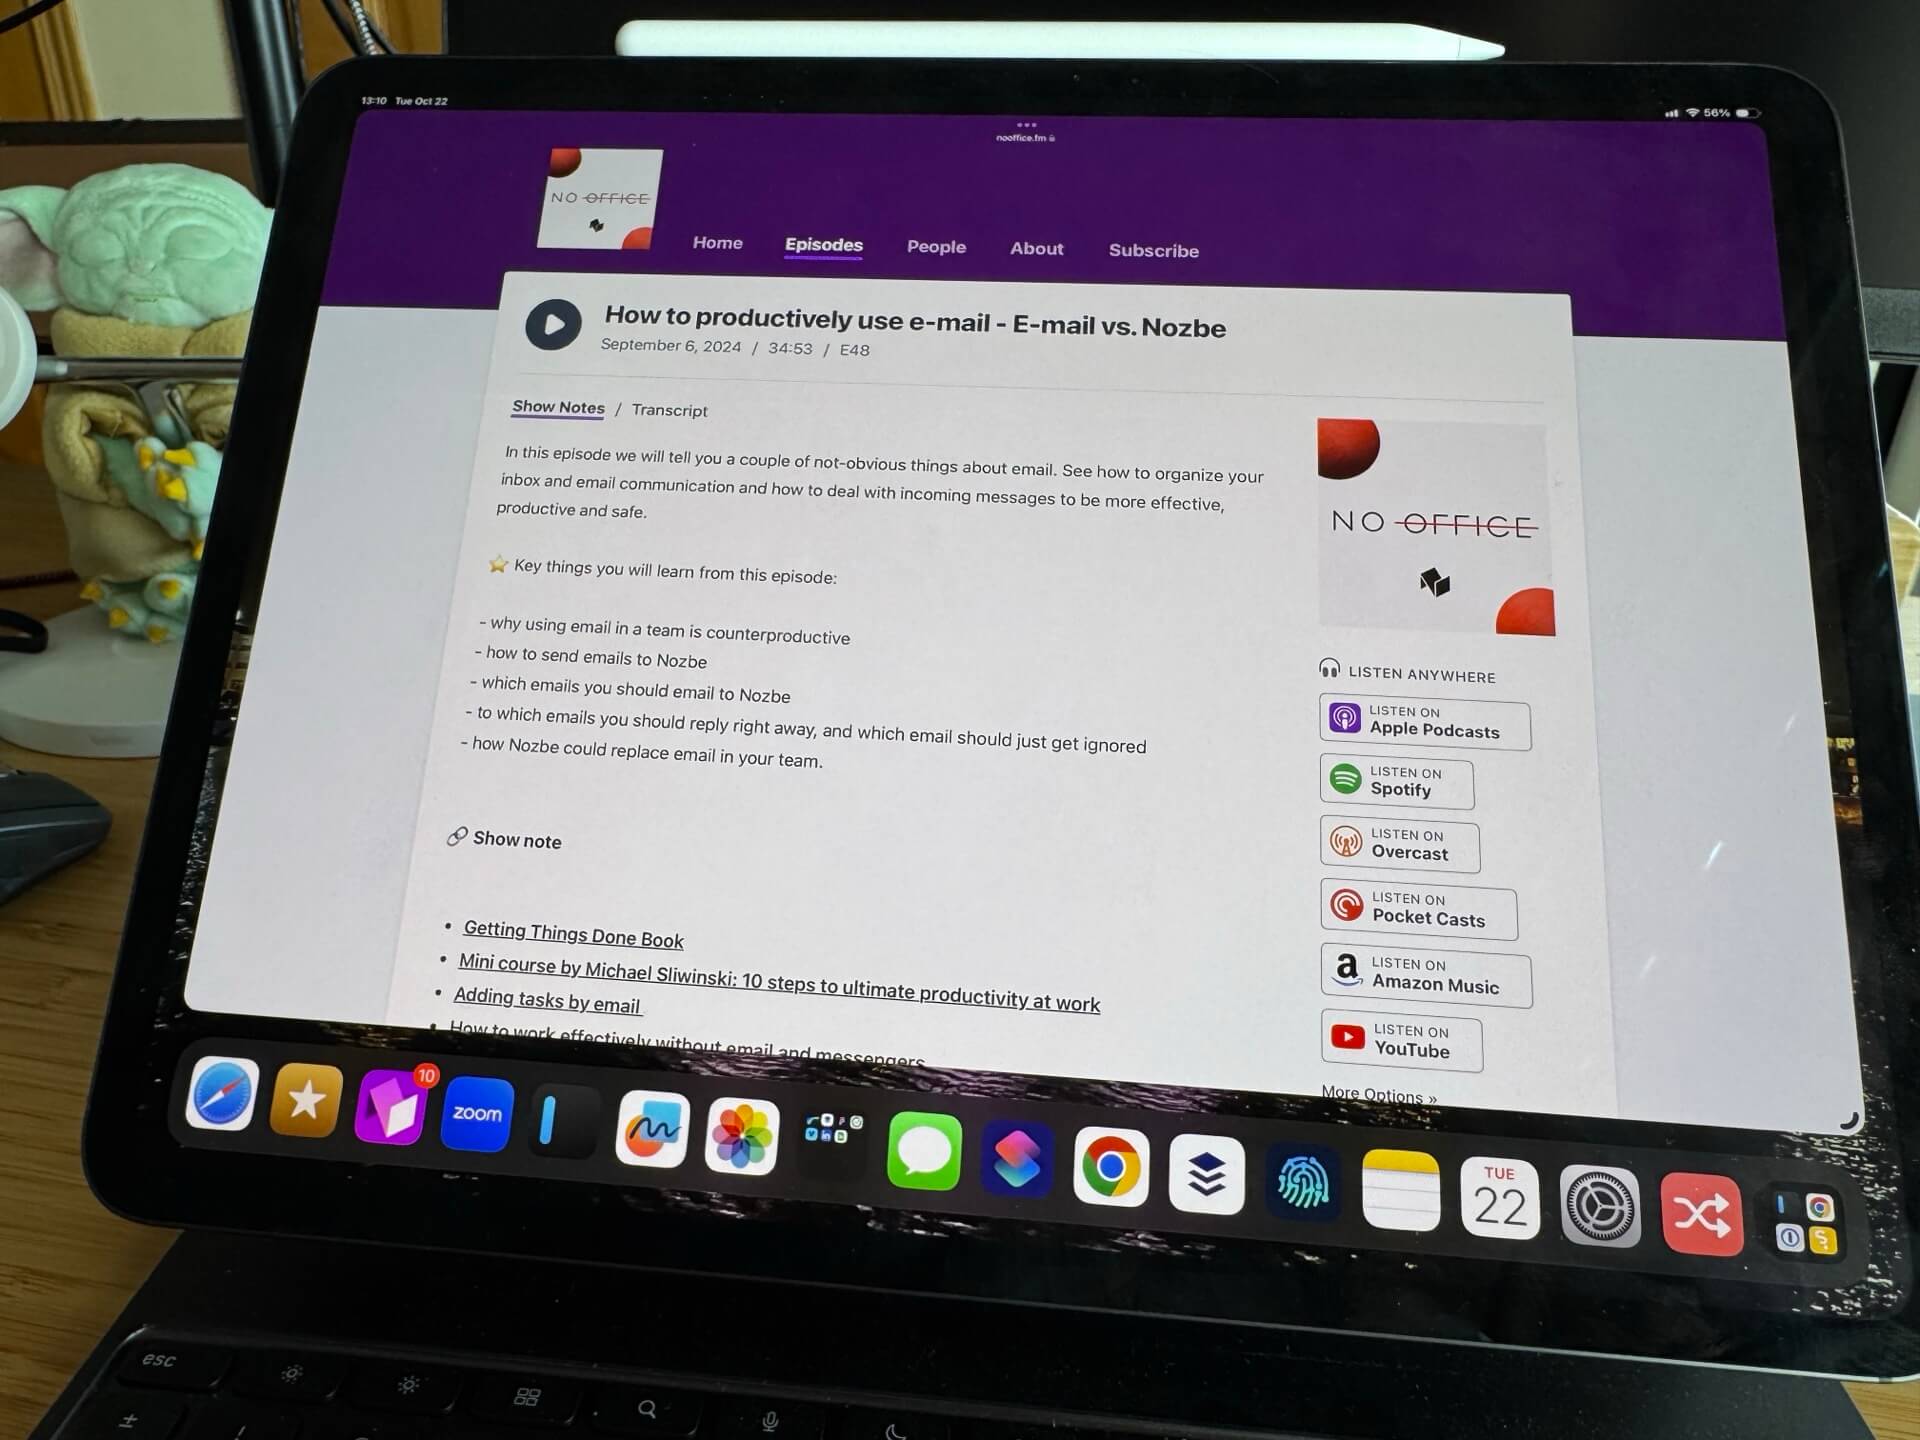 13:10 Tue Oct 22
56%
nooffice.fm
NO OFFICE
Home Episodes People About Subscribe
How to productively use e-mail - E-mail vs. Nozbe
September 6, 2024 / 34:53 / E48
Show Notes / Transcript
In this episode we will tell you a couple of not-obvious things about email. See how to organize your
inbox and email communication and how to deal with incoming messages to be more effective,
productive and safe.
⭐ Key things you will learn from this episode:
- why using email in a team is counterproductive
- how to send emails to Nozbe
- which emails you should email to Nozbe
- to which emails you should reply right away, and which email should just get ignored
- how Nozbe could replace email in your team.
🔗 Show note
• Getting Things Done Book
• Mini course by Michael Sliwinski: 10 steps to ultimate productivity at work
• Adding tasks by email
• How to work effectively without email and messengers
NO OFFICE
LISTEN ANYWHERE
LISTEN ON
Apple Podcasts
LISTEN ON
Spotify
LISTEN ON
Overcast
LISTEN ON
Pocket Casts
LISTEN ON
Amazon Music
LISTEN ON
YouTube
More Options »
10
zoom
TUE
22
esc